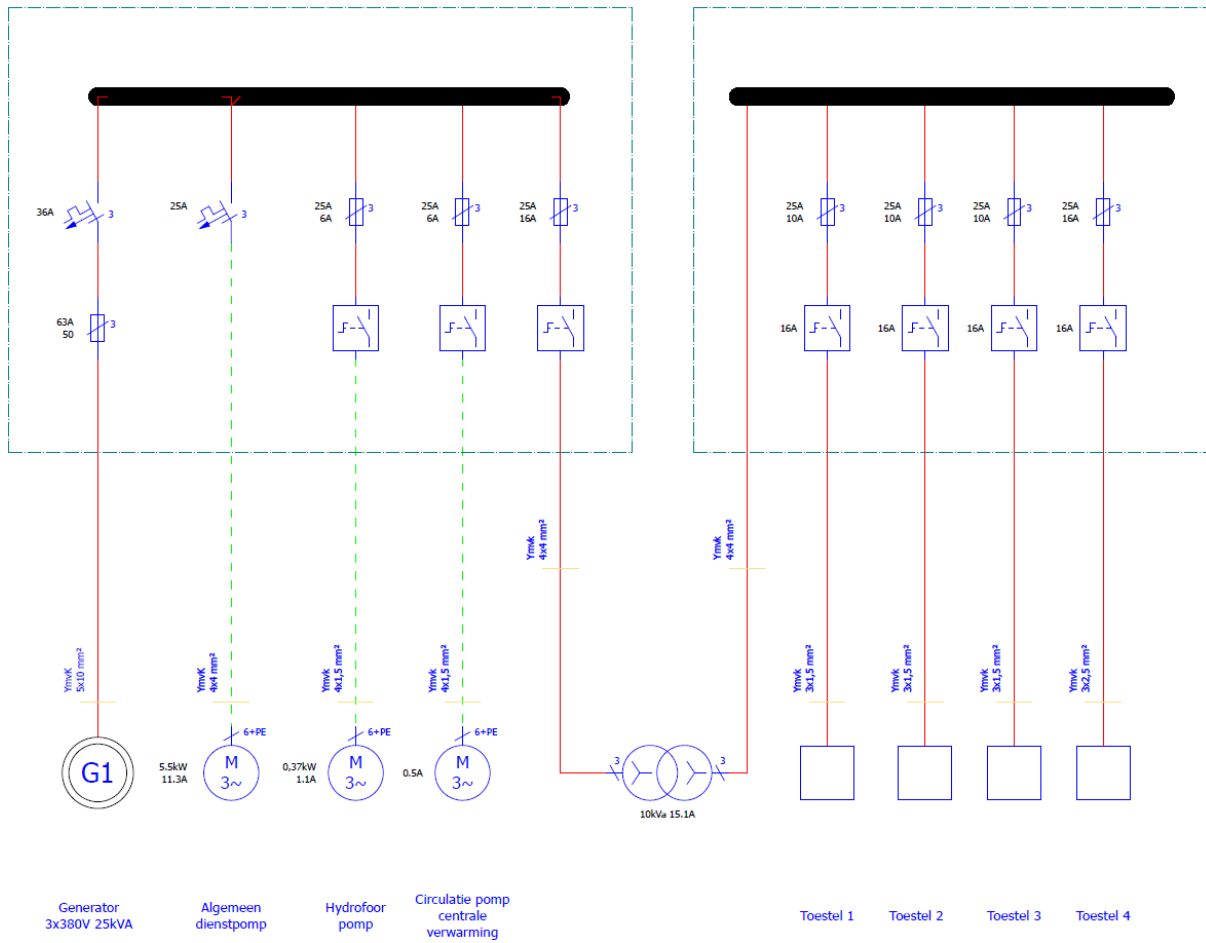 36A
3
25A
3
25A
6A
3
25A
6A
3
25A
16A
3
25A
10A
3
25A
10A
3
25A
10A
3
25A
16A
3
63A
50
3
16A
16A
16A
16A
Ymvk
4x4 mm²
Ymvk
4x4 mm²
YmvK
5x10 mm²
YmvK
4x4 mm²
Ymvk
4x1,5 mm²
Ymvk
4x1,5 mm²
Ymvk
3x1,5 mm²
Ymvk
3x1,5 mm²
Ymvk
3x1,5 mm²
Ymvk
3x2,5 mm²
6+PE
6+PE
6+PE
G1
5.5kW
11.3A
M
3~
0,37kW
1.1A
M
3~
0.5A
M
3~
3
3
10kVa 15.1A
Generator
3x380V 25kVA
Algemeen
dienstpomp
Hydrofoor
pomp
Circulatie pomp
centrale
verwarming
Toestel 1
Toestel 2
Toestel 3
Toestel 4